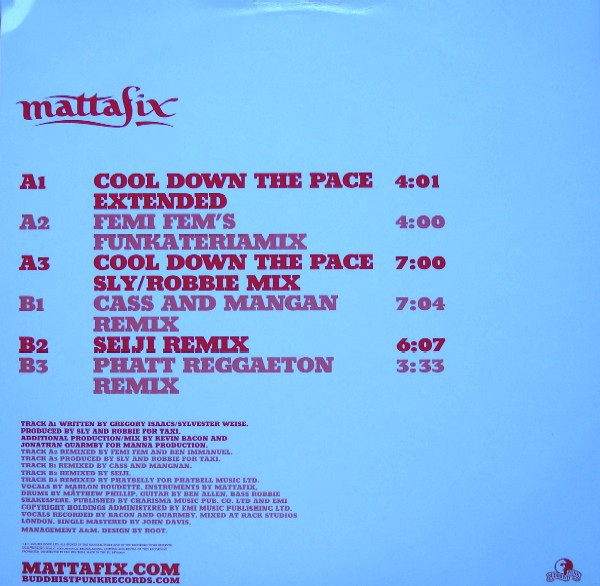 mattafix
A1 COOL DOWN THE PACE 4:01
EXTENDED
A2 FEMI FEM'S 4:00
FUNKATERIAMIX
A3 COOL DOWN THE PACE 7:00
SLY/ROBBIE MIX
B1 CASS AND MANGAN 7:04
REMIX
B2 SEIJI REMIX 6:07
B3 PHATT REGGAETON 3:33
REMIX
TRACK A1 WRITTEN BY GREGORY ISAACS/SYLVESTER WEISE.
PRODUCED BY SLY AND ROBBIE FOR TAXI.
ADDITIONAL PRODUCTION/MIX BY KEVIN BACON AND
JONATHAN QUARMBY FOR MANNA PRODUCTION.
TRACK A2 REMIXED BY FEMI FEM AND BEN IMMANUEL.
TRACK A3 PRODUCED BY SLY AND ROBBIE FOR TAXI.
TRACK B1 REMIXED BY CASS AND MANGNAN.
TRACK B2 REMIXED BY SEIJI.
TRACK B3 REMIXED BY PHATBELLY FOR PHATBELL MUSIC LTD.
VOCALS BY MARLON ROUDETTE. INSTRUMENTS BY MATTAFIX.
DRUMS BY MATTHEW PHILLIP, GUITAR BY BEN ALLEN, BASS ROBBIE
SHAKESPERE. PUBLISHED BY CHARISMA MUSIC PUB. CO LTD AND EMI
COPYRIGHT HOLDINGS ADMINISTERED BY EMI MUSIC PUBLISHING LTD.
VOCALS RECORDED BY BACON AND QUARMBY. MIXED AT RACK STUDIOS
LONDON. SINGLE MASTERED BY JOHN DAVIS.
MANAGEMENT A&M. DESIGN BY ROOT.
MATTAFIX.COM
BUDDHISTPUNKRECORDS.COM